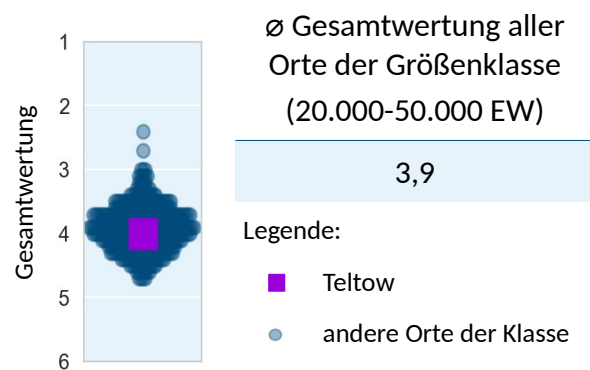 Gesamtwertung
1
2
3
4
5
6
⌀ Gesamtwertung aller
Orte der Größenklasse
(20.000-50.000 EW)
3,9
Legende:
Teltow
andere Orte der Klasse